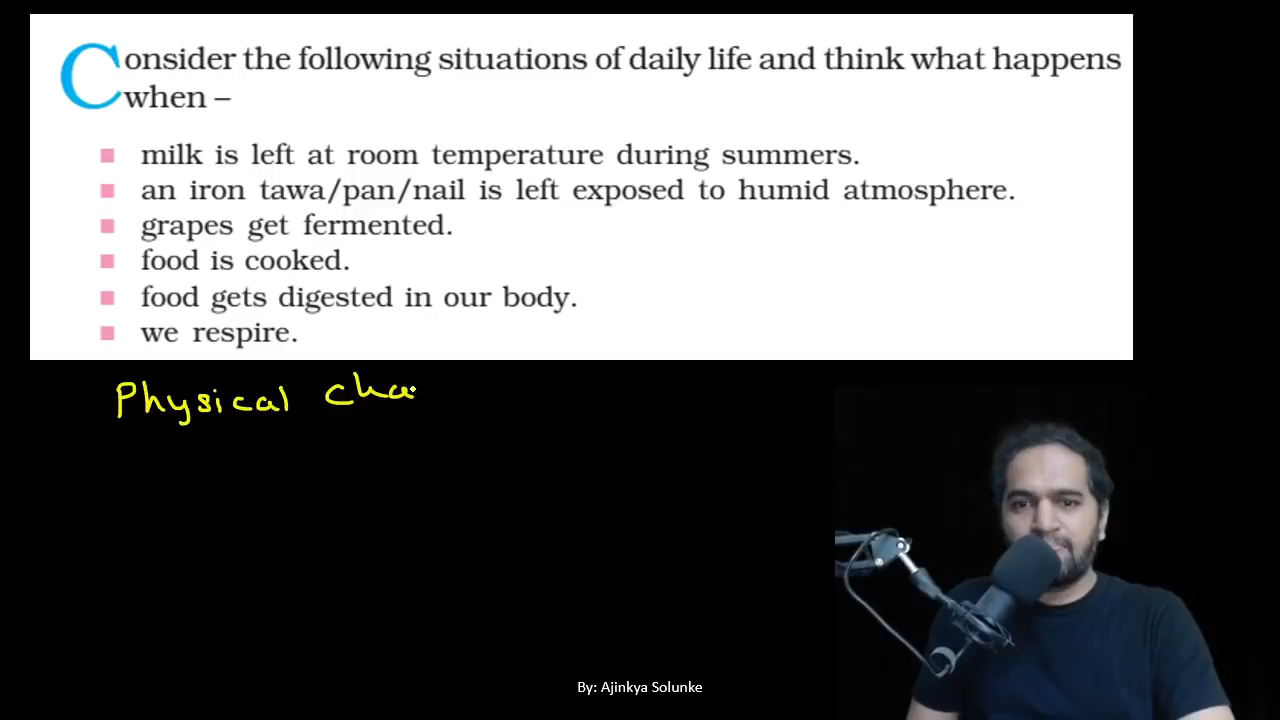 Consider the following situations of daily life and think what happens
when –
■ milk is left at room temperature during summers.
■ an iron tawa/pan/nail is left exposed to humid atmosphere.
■ grapes get fermented.
■ food is cooked.
■ food gets digested in our body.
■ we respire.
Physical cha
By: Ajinkya Solunke